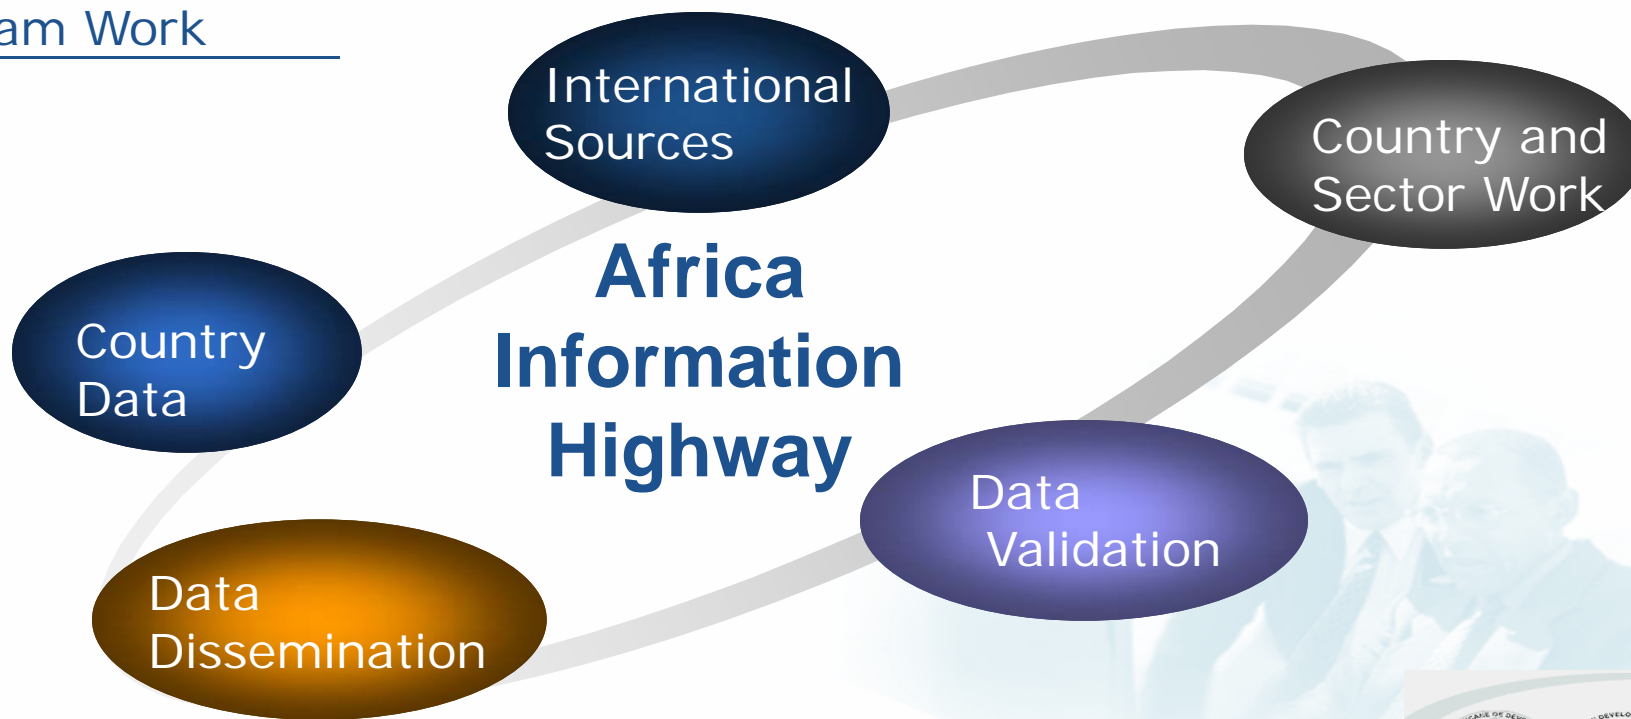 am Work
International
Sources
Country and
Sector Work
Africa
Information
Highway
Country
Data
Data
Validation
Data
Dissemination